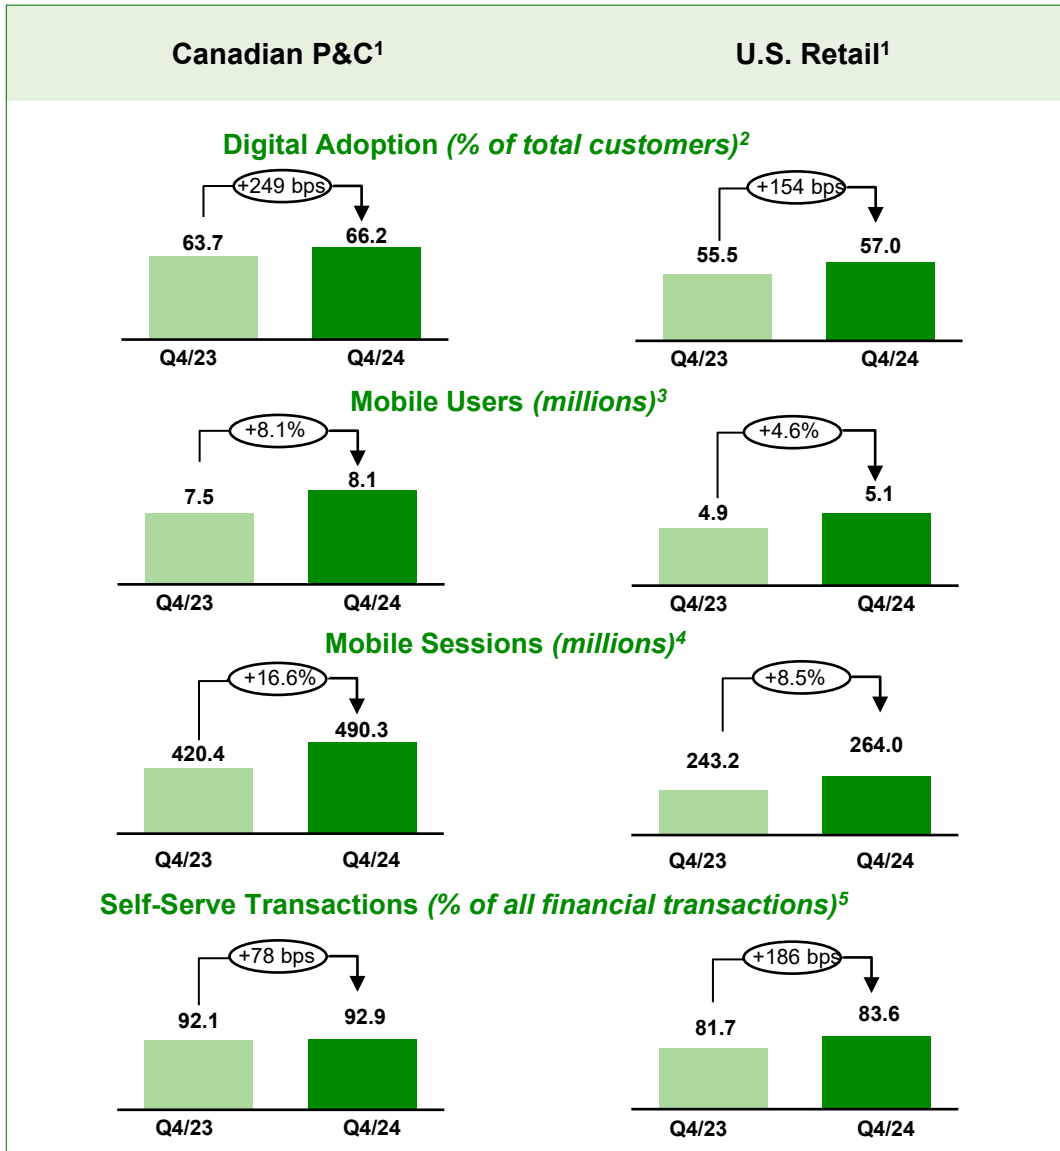 Canadian P&C¹ U.S. Retail¹
Digital Adoption (% of total customers)²
+249 bps +154 bps
63.7 66.2 55.5 57.0
Q4/23 Q4/24 Q4/23 Q4/24
Mobile Users (millions)³
+8.1% +4.6%
7.5 8.1 4.9 5.1
Q4/23 Q4/24 Q4/23 Q4/24
Mobile Sessions (millions)⁴
+16.6% +8.5%
420.4 490.3 243.2 264.0
Q4/23 Q4/24 Q4/23 Q4/24
Self-Serve Transactions (% of all financial transactions)⁵
+78 bps +186 bps
92.1 92.9 81.7 83.6
Q4/23 Q4/24 Q4/23 Q4/24